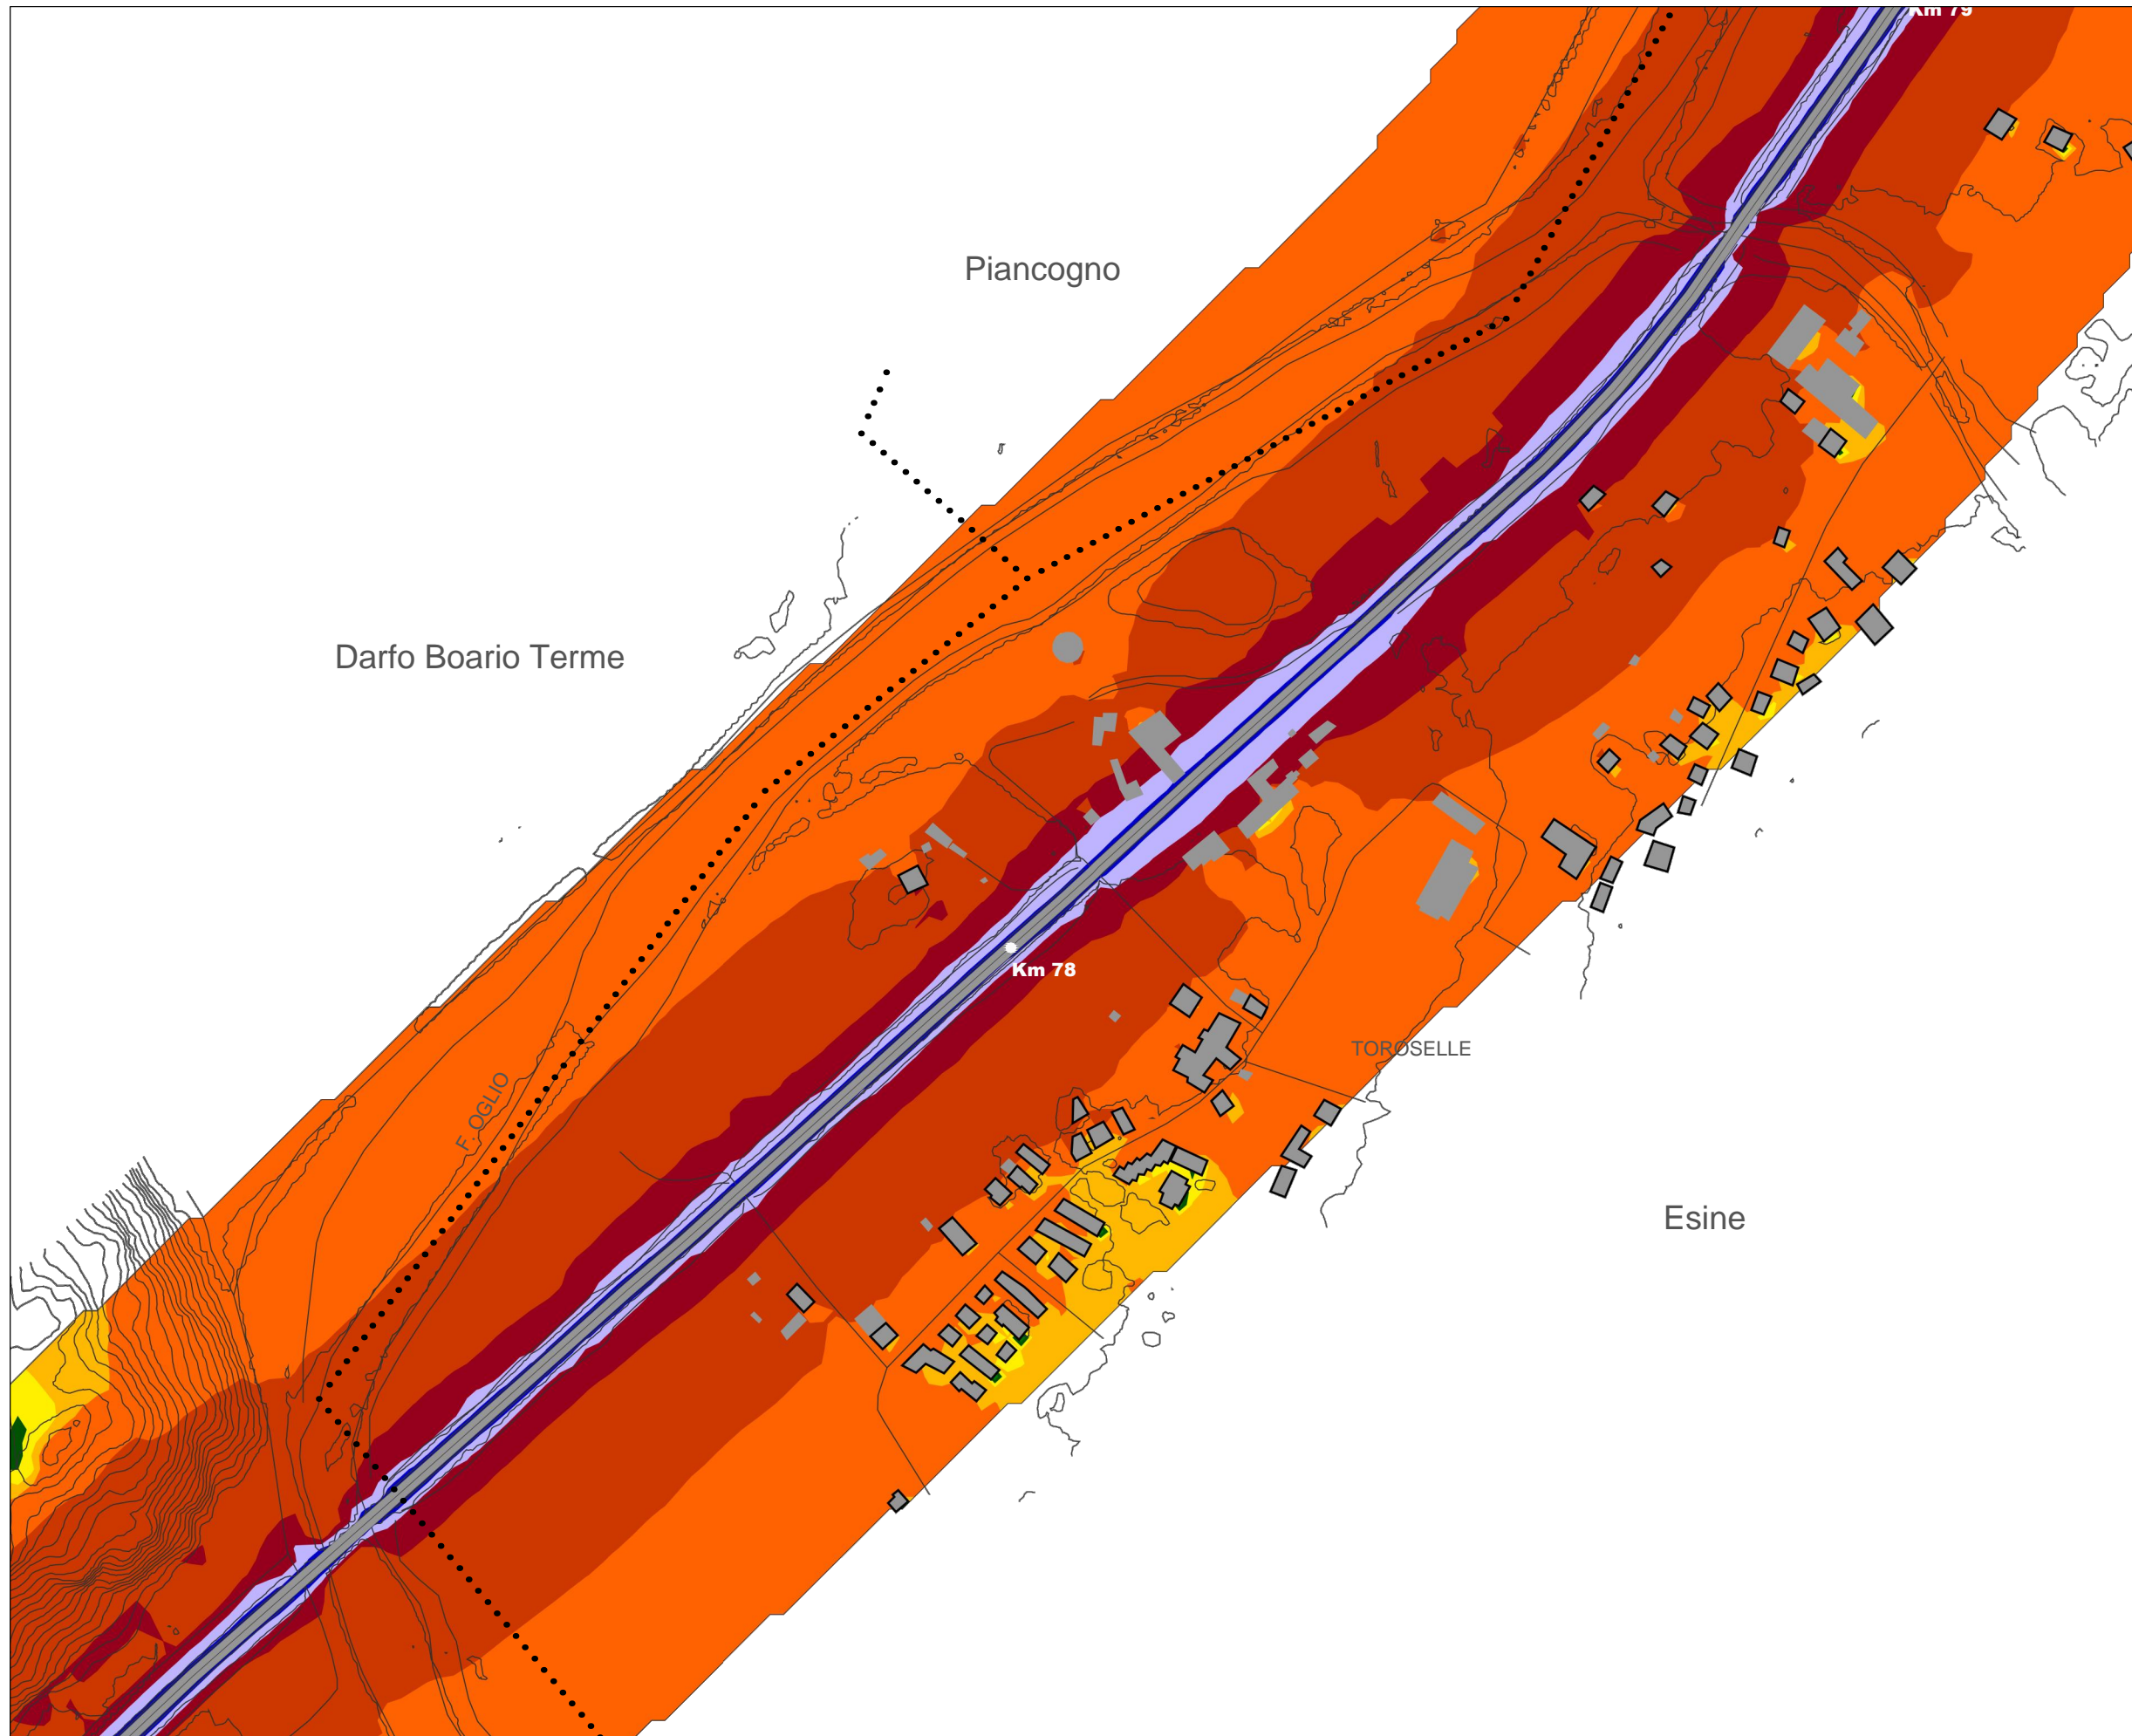 Km 79
Piancogno
Darfo Boario Terme
Km 78
TOROSELLE
F. OGLIO
Esine